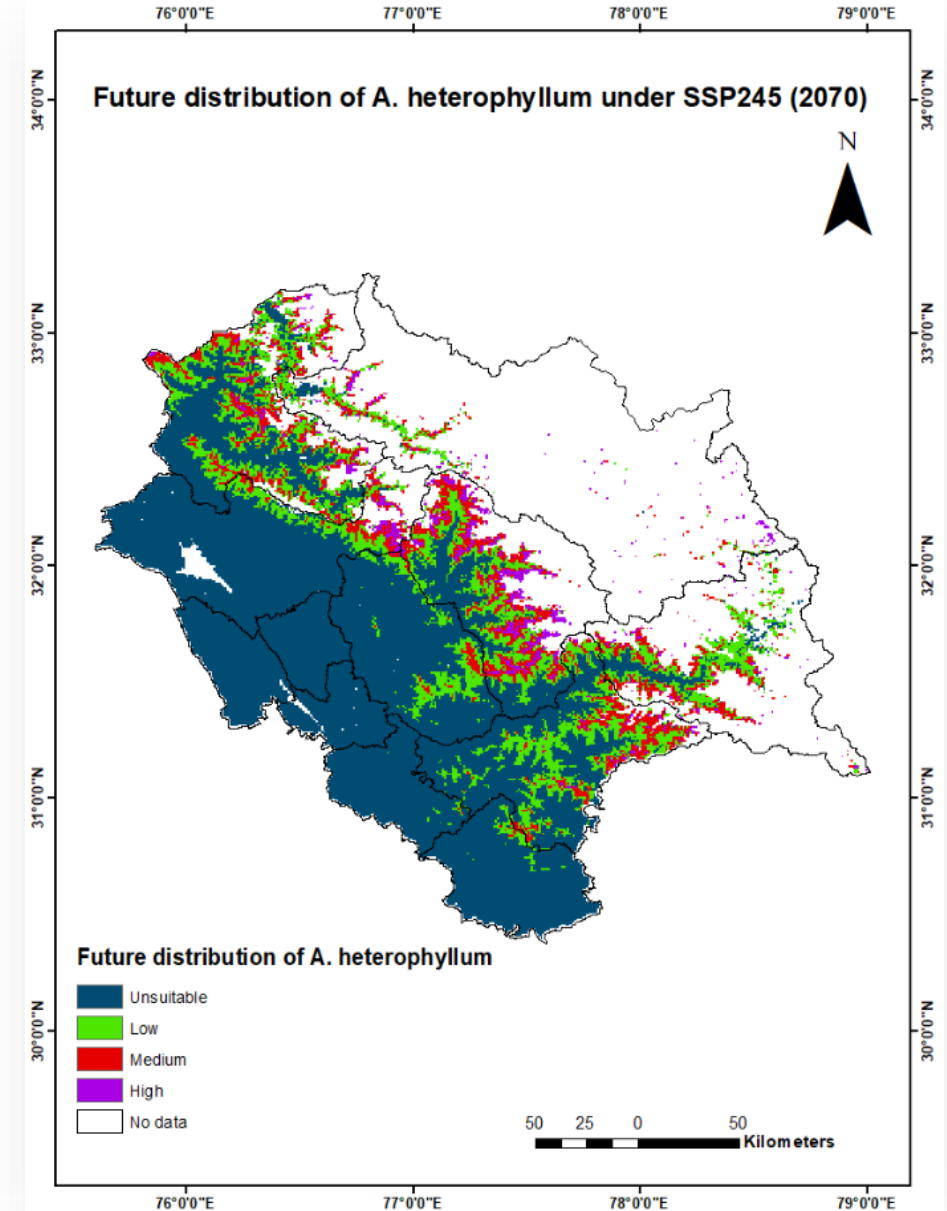 76°0'0"E 77°0'0"E 78°0'0"E 79°0'0"E
Future distribution of A. heterophyllum under SSP245 (2070)
34°0'0"N 34°0'0"N
N
33°0'0"N 33°0'0"N
32°0'0"N 32°0'0"N
31°0'0"N 31°0'0"N
30°0'0"N 30°0'0"N
Future distribution of A. heterophyllum
Unsuitable
Low
Medium
High
No data
50 25 0 50
Kilometers
76°0'0"E 77°0'0"E 78°0'0"E 79°0'0"E